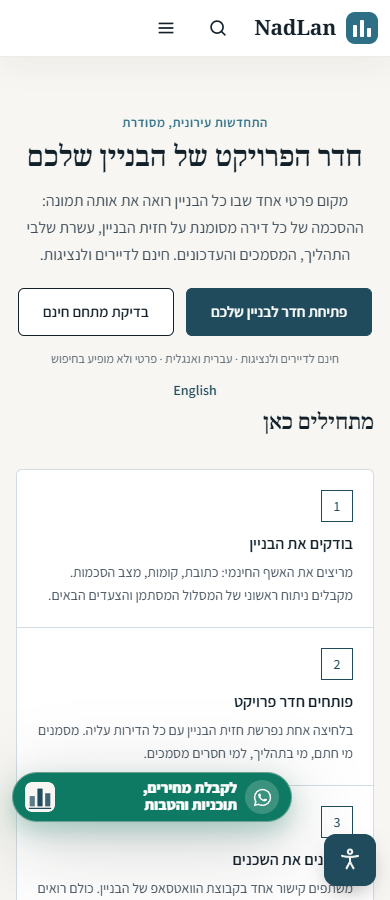 NadLan
התחדשות עירונית, מסודרת
חדר הפרויקט של הבניין שלכם
מקום פרטי אחד שבו כל הבניין רואה את אותה תמונה:
ההסכמה של כל דירה מסומנת על חזית הבניין, עשרת שלבי
התהליך, המסמכים והעדכונים. חינם לדיירים ולנציגות.
פתיחת חדר לבניין שלכם
בדיקת מתחם חינם
חינם לדיירים ולנציגות · עברית ואנגלית · פרטי ולא מופיע בחיפוש
English
מתחילים כאן
1
בודקים את הבניין
מריצים את האשף החינמי: כתובת, קומות, מצב הסכמות.
מקבלים ניתוח ראשוני של המסלול המסתמן והצעדים הבאים.
2
פותחים חדר פרויקט
בלחיצה אחת נפרשת חזית הבניין עם כל הדירות עליה. מסמנים
מי חתם, מי בתהליך, למי חסרים מסמכים.
לקבלת מחירים,
תוכניות והטבות
3
את השכנים
משתפים קישור אחד בקבוצת הוואטסאפ של הבניין. כולם רואים